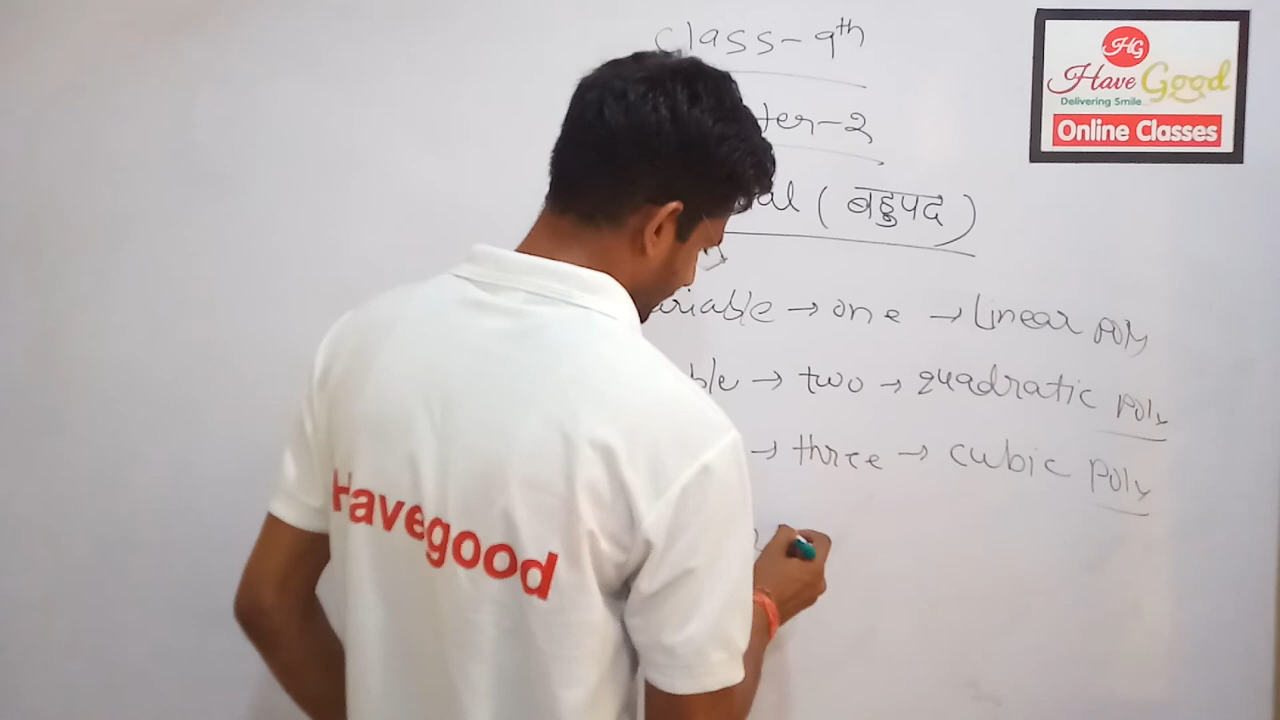 class-9th
ter-2
al (बहुपद)
ariable → one → Linear poly
ble → two → quadratic poly
→ three → cubic poly
Havegood
HG
Have Good
Delivering Smile...
Online Classes